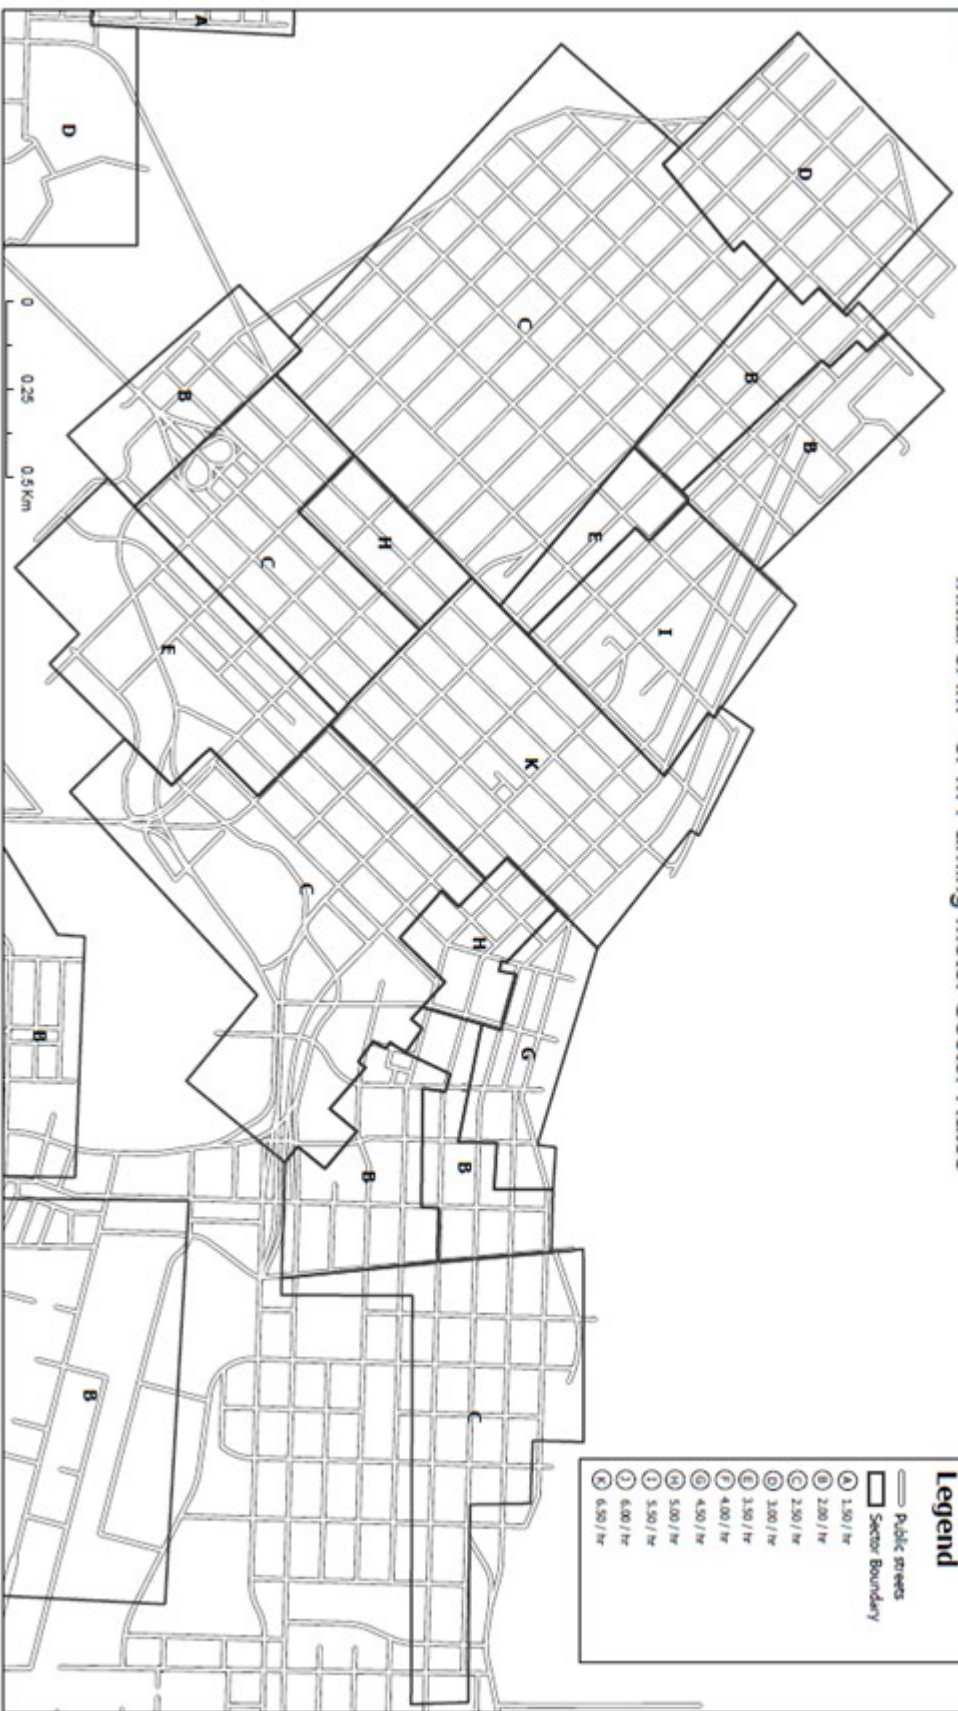 Legend
Public streets
Sector Boundary
A 1.50 / hr
B 2.00 / hr
C 2.50 / hr
D 3.00 / hr
E 3.50 / hr
F 4.00 / hr
G 4.50 / hr
H 5.00 / hr
I 5.50 / hr
J 6.00 / hr
K 6.50 / hr
A
D
D
C
B
B
B
E
H
C
I
E
K
C
H
G
B
B
B
C
B
0 0.25 0.5 Km